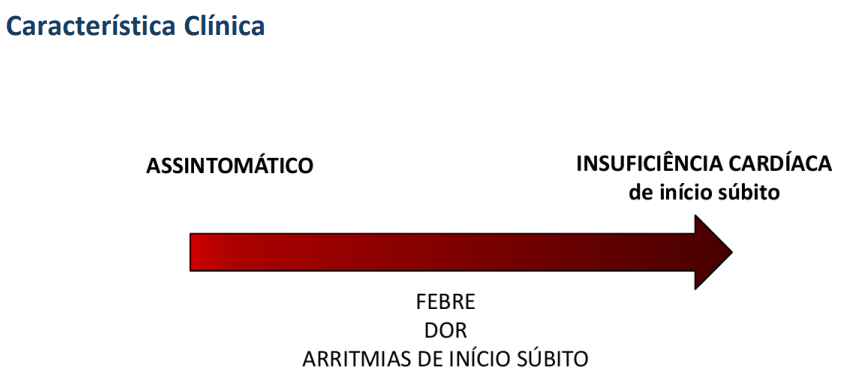 Característica Clínica
ASSINTOMÁTICO
INSUFICIÊNCIA CARDÍACA
de início súbito
FEBRE
DOR
ARRITMIAS DE INÍCIO SÚBITO